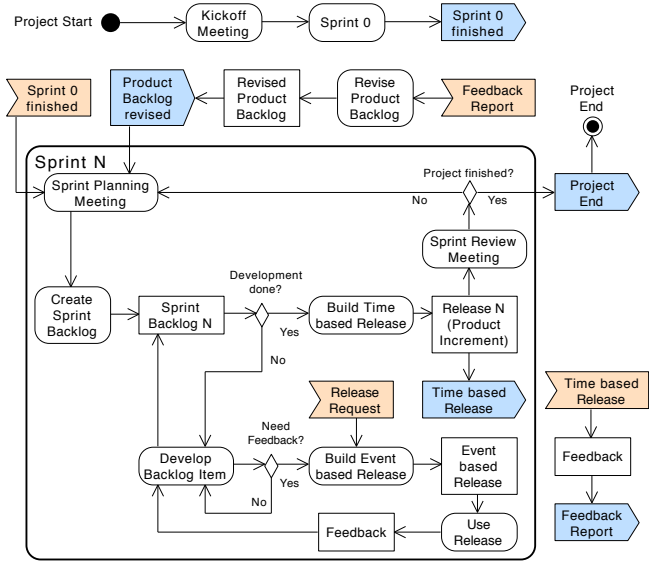 Project Start
Kickoff
Meeting
Sprint 0
Sprint 0
finished
Sprint 0
finished
Product
Backlog
revised
Revised
Product
Backlog
Revise
Product
Backlog
Feedback
Report
Project
End
Sprint N
Sprint Planning
Meeting
Project finished?
No
Yes
Project
End
Sprint Review
Meeting
Create
Sprint
Backlog
Sprint
Backlog N
Development
done?
Yes
No
Build Time
based Release
Release N
(Product
Increment)
Release
Request
Time based
Release
Time based
Release
Develop
Backlog Item
Need
Feedback?
Yes
No
Build Event
based Release
Event
based
Release
Feedback
Feedback
Use
Release
Feedback
Report